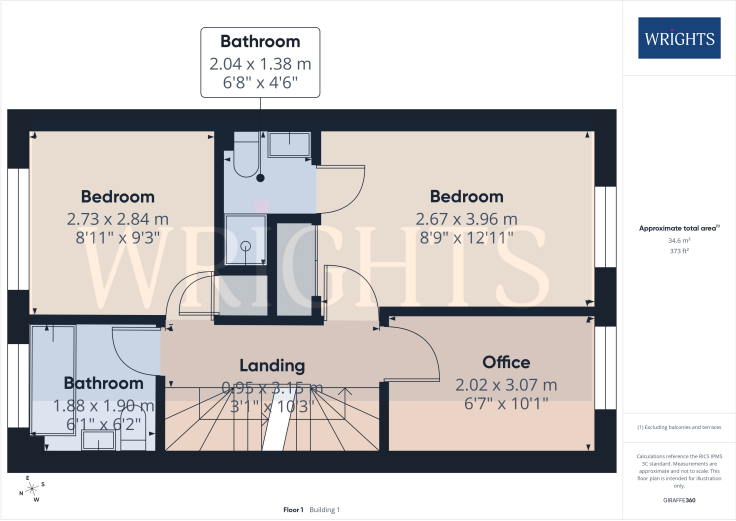 Bathroom
2.04 x 1.38 m
6'8" x 4'6"
WRIGHTS
Bedroom
2.73 x 2.84 m
8'11" x 9'3"
Bedroom
2.67 x 3.96 m
8'9" x 12'11"
WRIGHTS
Approximate total area(1)
34.6 m²
373 ft²
Landing
0.95 x 3.15 m
3'1" x 10'3"
Office
2.02 x 3.07 m
6'7" x 10'1"
Bathroom
1.88 x 1.90 m
6'1" x 6'2"
(1) Excluding balconies and terraces
Calculations reference the RICS IPMS
3C standard. Measurements are
approximate and not to scale. This
floor plan is intended for illustration
only.
GIRAFFE360
E
S
N
W
Floor 1 Building 1